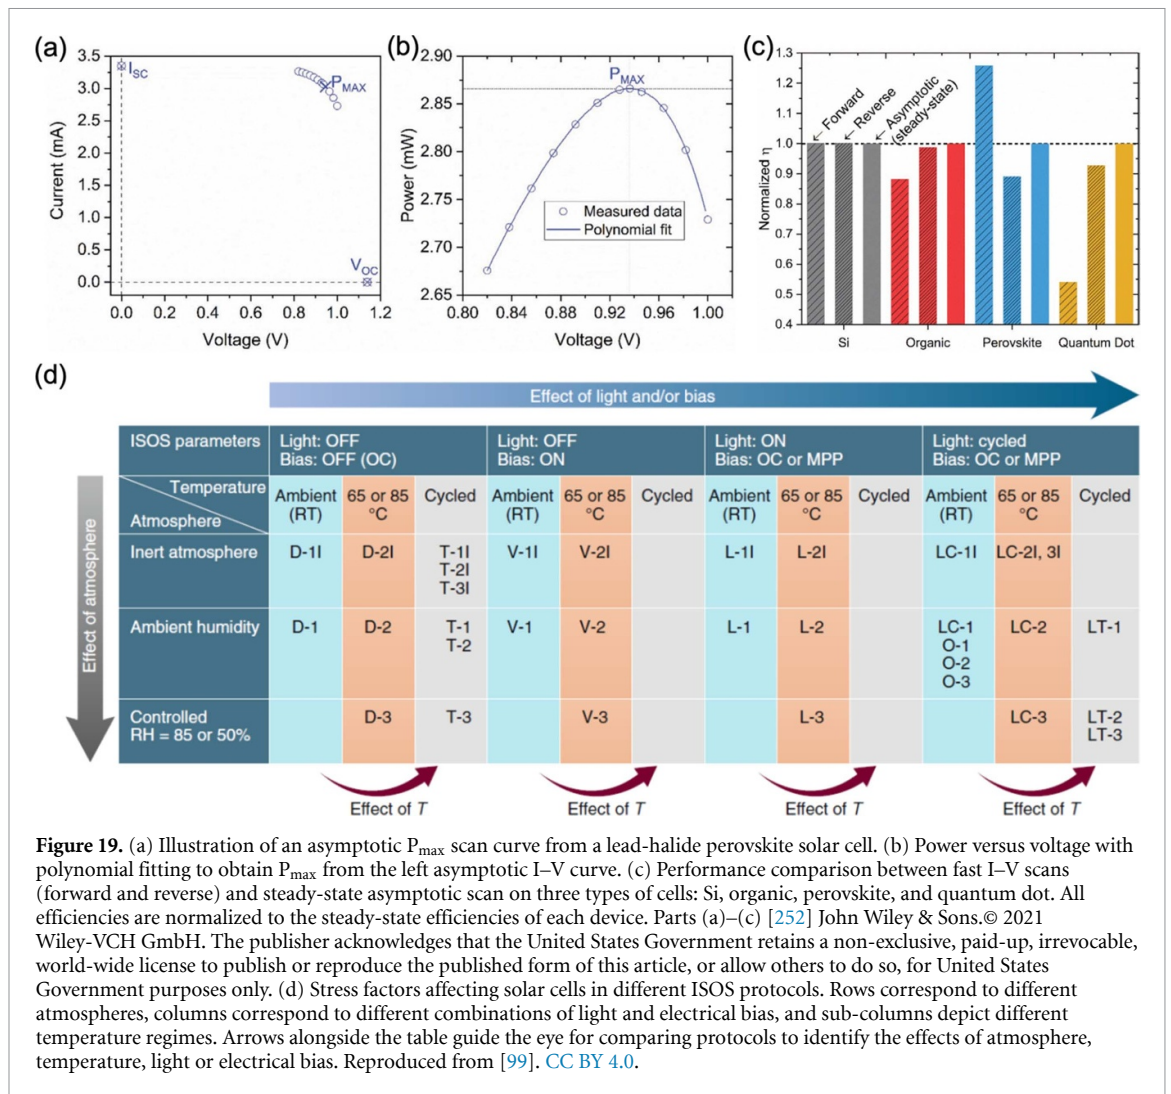 (a)
3.5
3.0
2.5
2.0
1.5
1.0
0.5
0.0
Current (mA)
I_SC
P_MAX
V_OC
0.0 0.2 0.4 0.6 0.8 1.0 1.2
Voltage (V)
(b)
2.90
2.85
2.80
2.75
2.70
2.65
Power (mW)
P_MAX
Measured data
Polynomial fit
0.80 0.84 0.88 0.92 0.96 1.00
Voltage (V)
(c)
1.3
1.2
1.1
1.0
0.9
0.8
0.7
0.6
0.5
0.4
Normalized η
← Forward
← Reverse
← Asymptotic
(steady-state)
Si Organic Perovskite Quantum Dot
(d)
Effect of light and/or bias
Effect of atmosphere
ISOS parameters
Light: OFF
Bias: OFF (OC)
Light: OFF
Bias: ON
Light: ON
Bias: OC or MPP
Light: cycled
Bias: OC or MPP
Temperature
Atmosphere
Ambient
(RT)
65 or 85
°C
Cycled
Ambient
(RT)
65 or 85
°C
Cycled
Ambient
(RT)
65 or 85
°C
Cycled
Ambient
(RT)
65 or 85
°C
Cycled
Inert atmosphere
D-1I
D-2I
T-1I
T-2I
T-3I
V-1I
V-2I
L-1I
L-2I
LC-1I
LC-2I, 3I
Ambient humidity
D-1
D-2
T-1
T-2
V-1
V-2
L-1
L-2
LC-1
O-1
O-2
O-3
LC-2
LT-1
Controlled
RH = 85 or 50%
D-3
T-3
V-3
L-3
LC-3
LT-2
LT-3
Effect of T
Effect of T
Effect of T
Effect of T
Figure 19. (a) Illustration of an asymptotic Pmax scan curve from a lead-halide perovskite solar cell. (b) Power versus voltage with
polynomial fitting to obtain Pmax from the left asymptotic I–V curve. (c) Performance comparison between fast I–V scans
(forward and reverse) and steady-state asymptotic scan on three types of cells: Si, organic, perovskite, and quantum dot. All
efficiencies are normalized to the steady-state efficiencies of each device. Parts (a)–(c) [252] John Wiley & Sons.© 2021
Wiley-VCH GmbH. The publisher acknowledges that the United States Government retains a non-exclusive, paid-up, irrevocable,
world-wide license to publish or reproduce the published form of this article, or allow others to do so, for United States
Government purposes only. (d) Stress factors affecting solar cells in different ISOS protocols. Rows correspond to different
atmospheres, columns correspond to different combinations of light and electrical bias, and sub-columns depict different
temperature regimes. Arrows alongside the table guide the eye for comparing protocols to identify the effects of atmosphere,
temperature, light or electrical bias. Reproduced from [99]. CC BY 4.0.